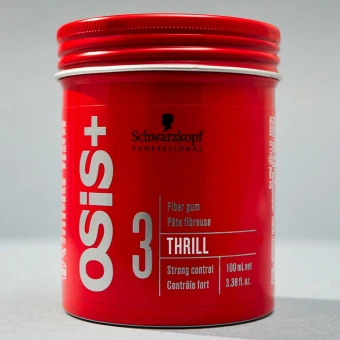 Schwarzkopf
PROFESSIONAL
OSiS+
3
Fiber gum
Pâte fibreuse
THRILL
Strong control
Contrôle fort
100 mL net
3.38 fl. oz.